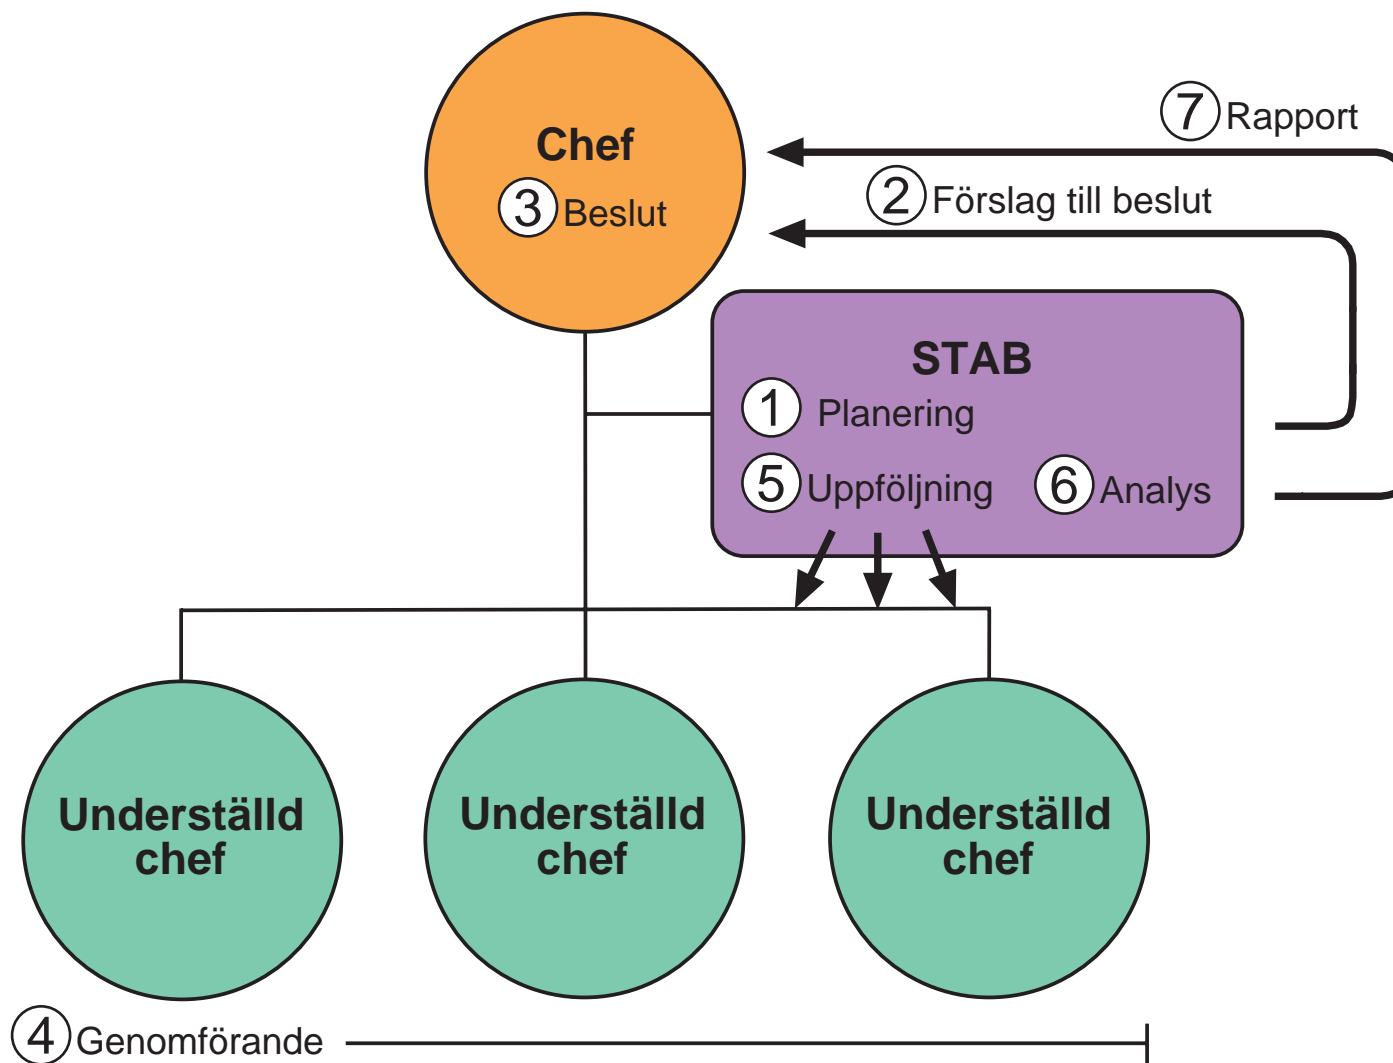 7 Rapport
Chef
2 Förslag till beslut
3 Beslut
STAB
1 Planering
5 Uppföljning
6 Analys
Underställd
chef
Underställd
chef
Underställd
chef
4 Genomförande